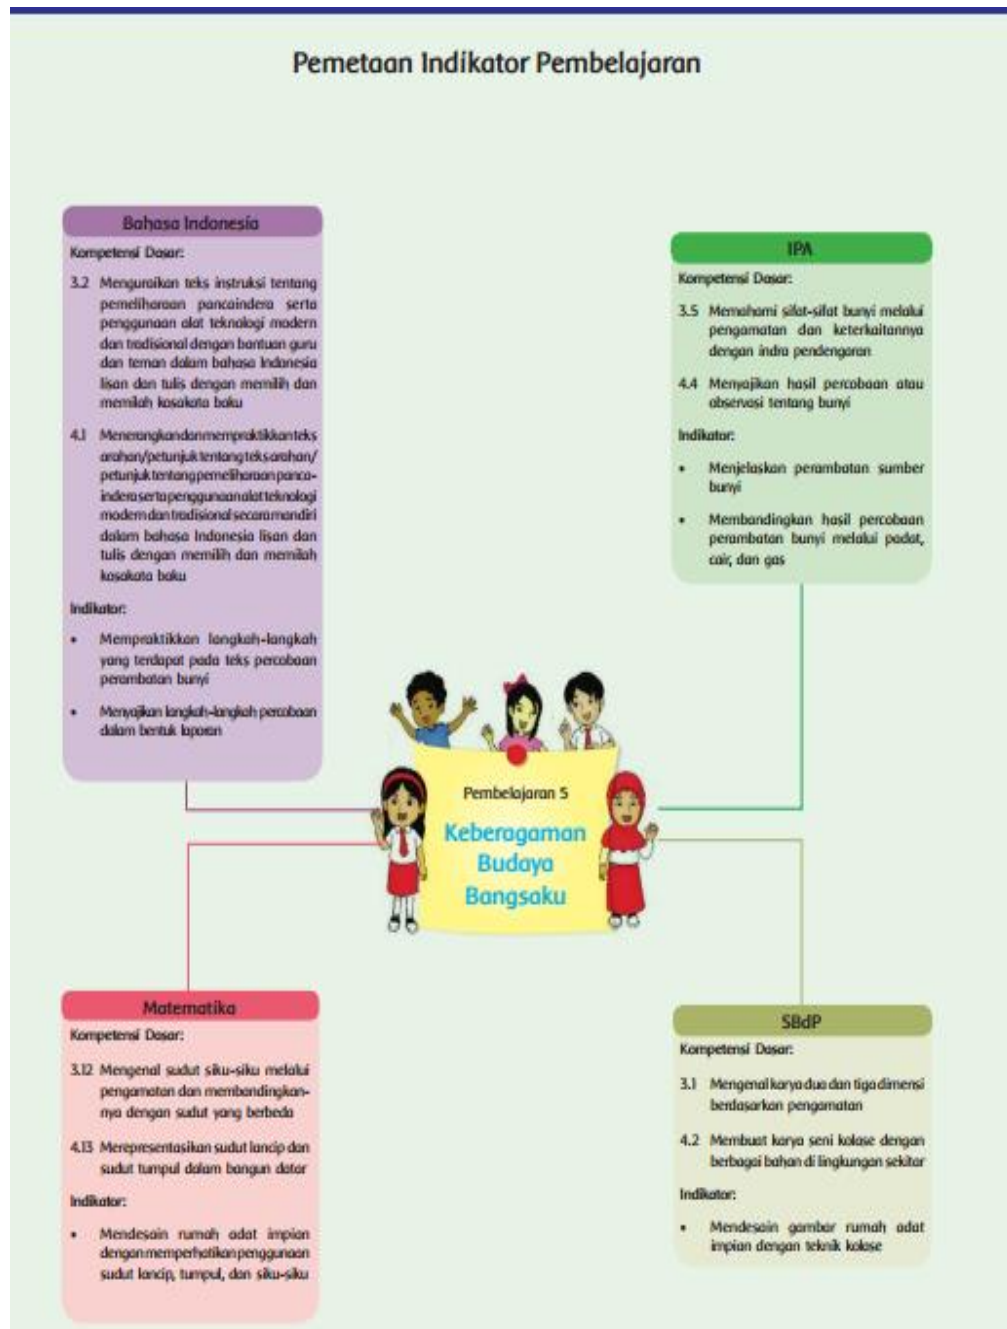 Pemetaan Indikator Pembelajaran
Bahasa Indonesia
Kompetensi Dasar:
3.2 Menguraikan teks instruksi tentang
pemeliharaan pancaindera serta
penggunaan alat teknologi modern
dan tradisional dengan bantuan guru
dan teman dalam bahasa Indonesia
lisan dan tulis dengan memilih dan
memilah kosakata baku
4.1 Menerangkan dan mempraktikkan teks
arahan/petunjuk tentang teks arahan/
petunjuk tentang pemeliharaan panca-
indera serta penggunaan alat teknologi
modern dan tradisional secara mandiri
dalam bahasa Indonesia lisan dan
tulis dengan memilih dan memilah
kosakata baku
Indikator:
• Mempraktikkan langkah-langkah
yang terdapat pada teks percobaan
perambatan bunyi
• Menyajikan langkah-langkah percobaan
dalam bentuk laporan
IPA
Kompetensi Dasar:
3.5 Memahami sifat-sifat bunyi melalui
pengamatan dan keterkaitannya
dengan indra pendengaran
4.4 Menyajikan hasil percobaan atau
observasi tentang bunyi
Indikator:
• Menjelaskan perambatan sumber
bunyi
• Membandingkan hasil percobaan
perambatan bunyi melalui padat,
cair, dan gas
Pembelajaran 5
Keberagaman
Budaya
Bangsaku
Matematika
Kompetensi Dasar:
3.12 Mengenal sudut siku-siku melalui
pengamatan dan membandingkan-
nya dengan sudut yang berbeda
4.13 Merepresentasikan sudut lancip dan
sudut tumpul dalam bangun datar
Indikator:
• Mendesain rumah adat impian
dengan memperhatikan penggunaan
sudut lancip, tumpul, dan siku-siku
SBdP
Kompetensi Dasar:
3.1 Mengenal karya dua dan tiga dimensi
berdasarkan pengamatan
4.2 Membuat karya seni kolase dengan
berbagai bahan di lingkungan sekitar
Indikator:
• Mendesain gambar rumah adat
impian dengan teknik kolase